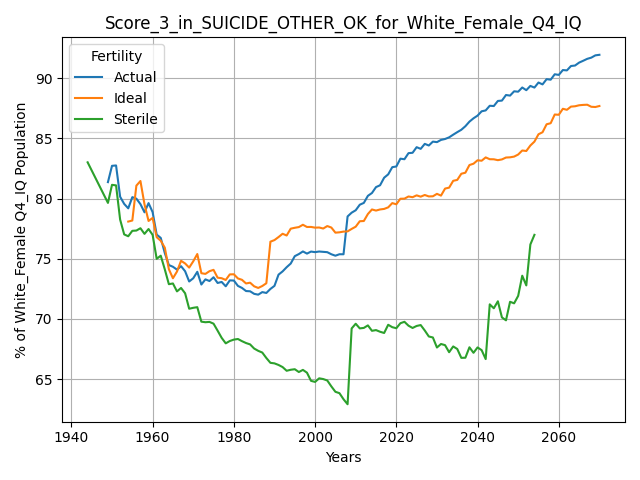 Score_3_in_SUICIDE_OTHER_OK_for_White_Female_Q4_IQ
% of White_Female Q4_IQ Population
90
85
80
75
70
65
Fertility
Actual
Ideal
Sterile
1940 1960 1980 2000 2020 2040 2060
Years